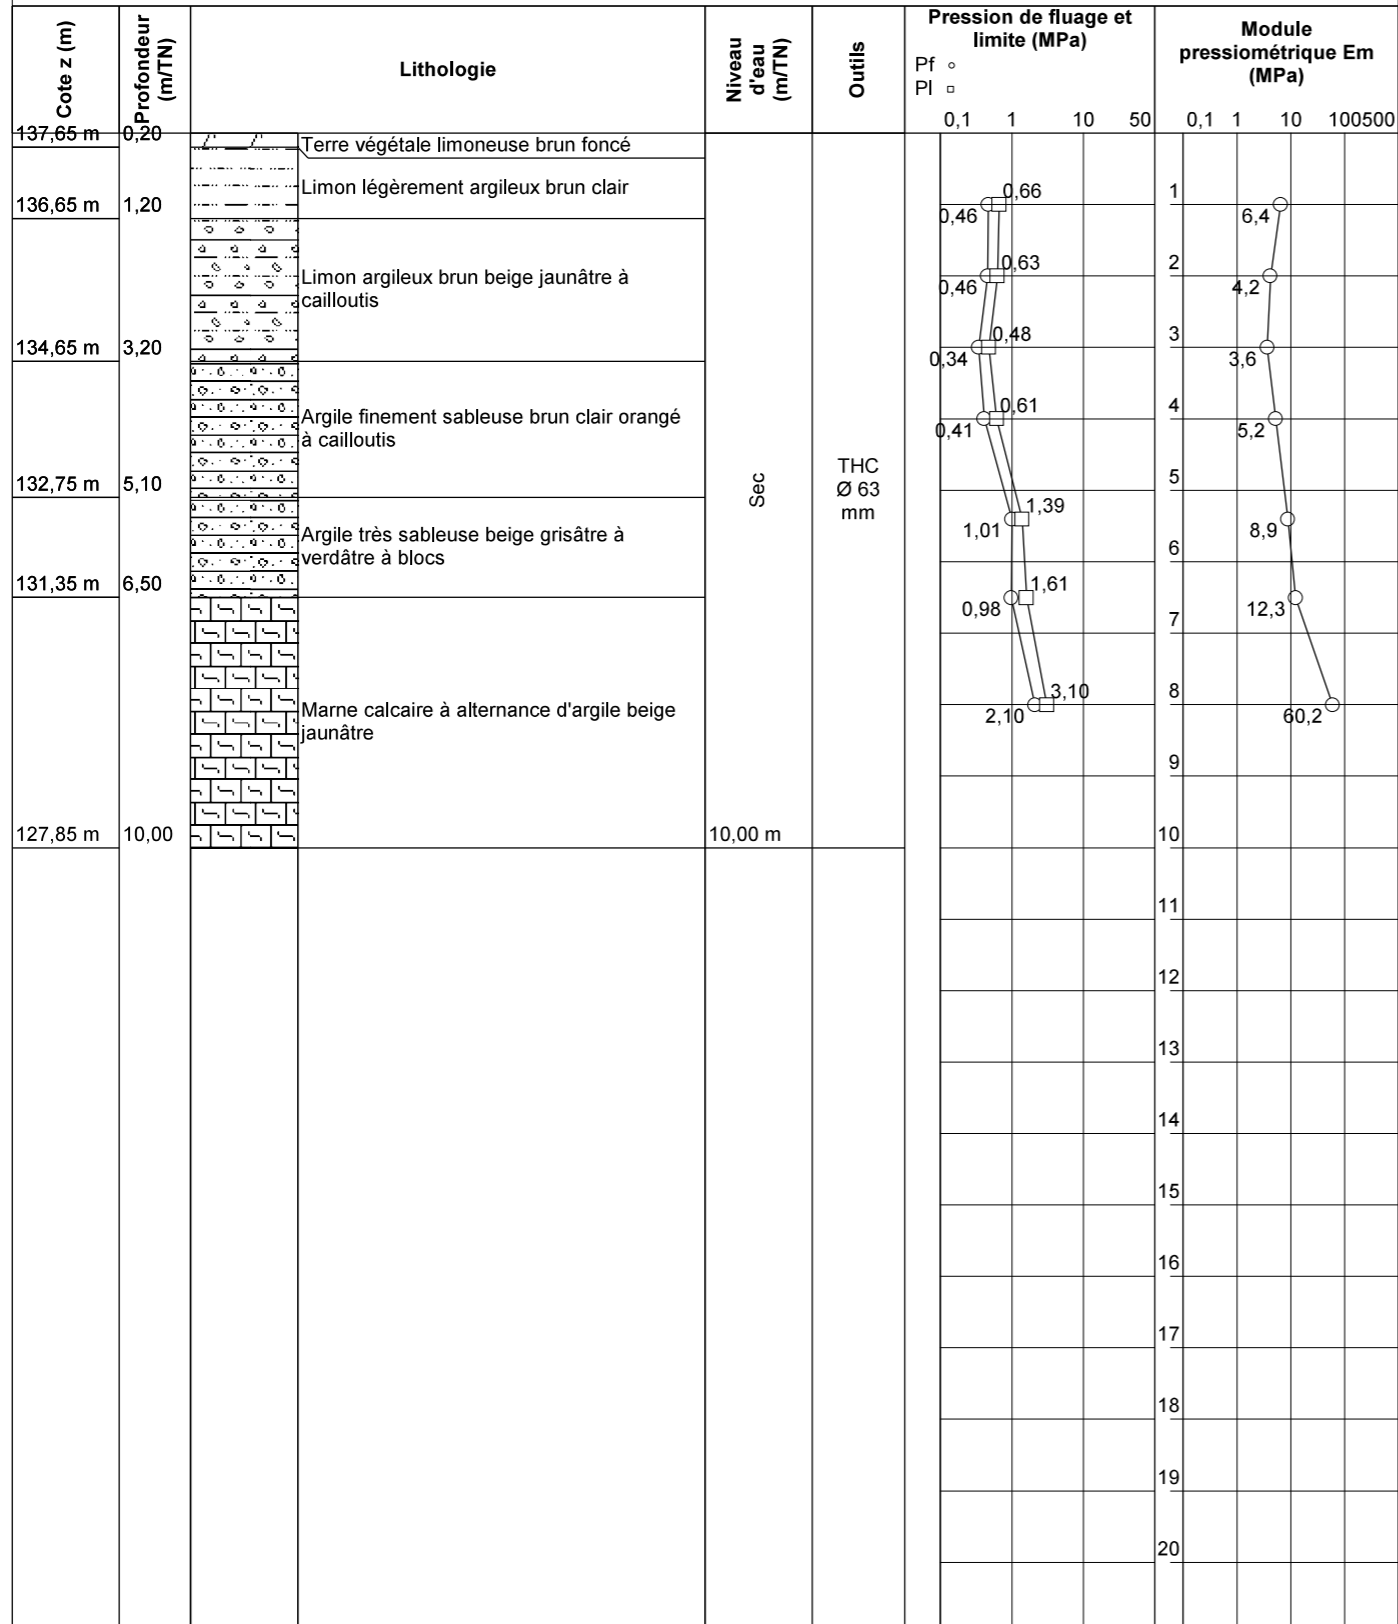 Cote z (m)
Profondeur
(m/TN)
Lithologie
Niveau
d'eau
(m/TN)
Outils
Pression de fluage et
limite (MPa)
Pf
Pl
0,1 1 10 50
Module
pressiométrique Em
(MPa)
0,1 1 10 100500
137,65 m 0,20
Terre végétale limoneuse brun foncé
Limon légèrement argileux brun clair
136,65 m 1,20
0,66
0,46
1
6,4
Limon argileux brun beige jaunâtre à
cailloutis
0,63
0,46
2
4,2
134,65 m 3,20
0,48
0,34
3
3,6
Argile finement sableuse brun clair orangé
à cailloutis
0,61
0,41
4
5,2
132,75 m 5,10
Sec
THC
Ø 63
mm
5
1,39
1,01
8,9
Argile très sableuse beige grisâtre à
verdâtre à blocs
6
131,35 m 6,50
1,61
0,98
12,3
7
Marne calcaire à alternance d'argile beige
jaunâtre
3,10
2,10
8
60,2
9
127,85 m 10,00
10,00 m
10
11
12
13
14
15
16
17
18
19
20